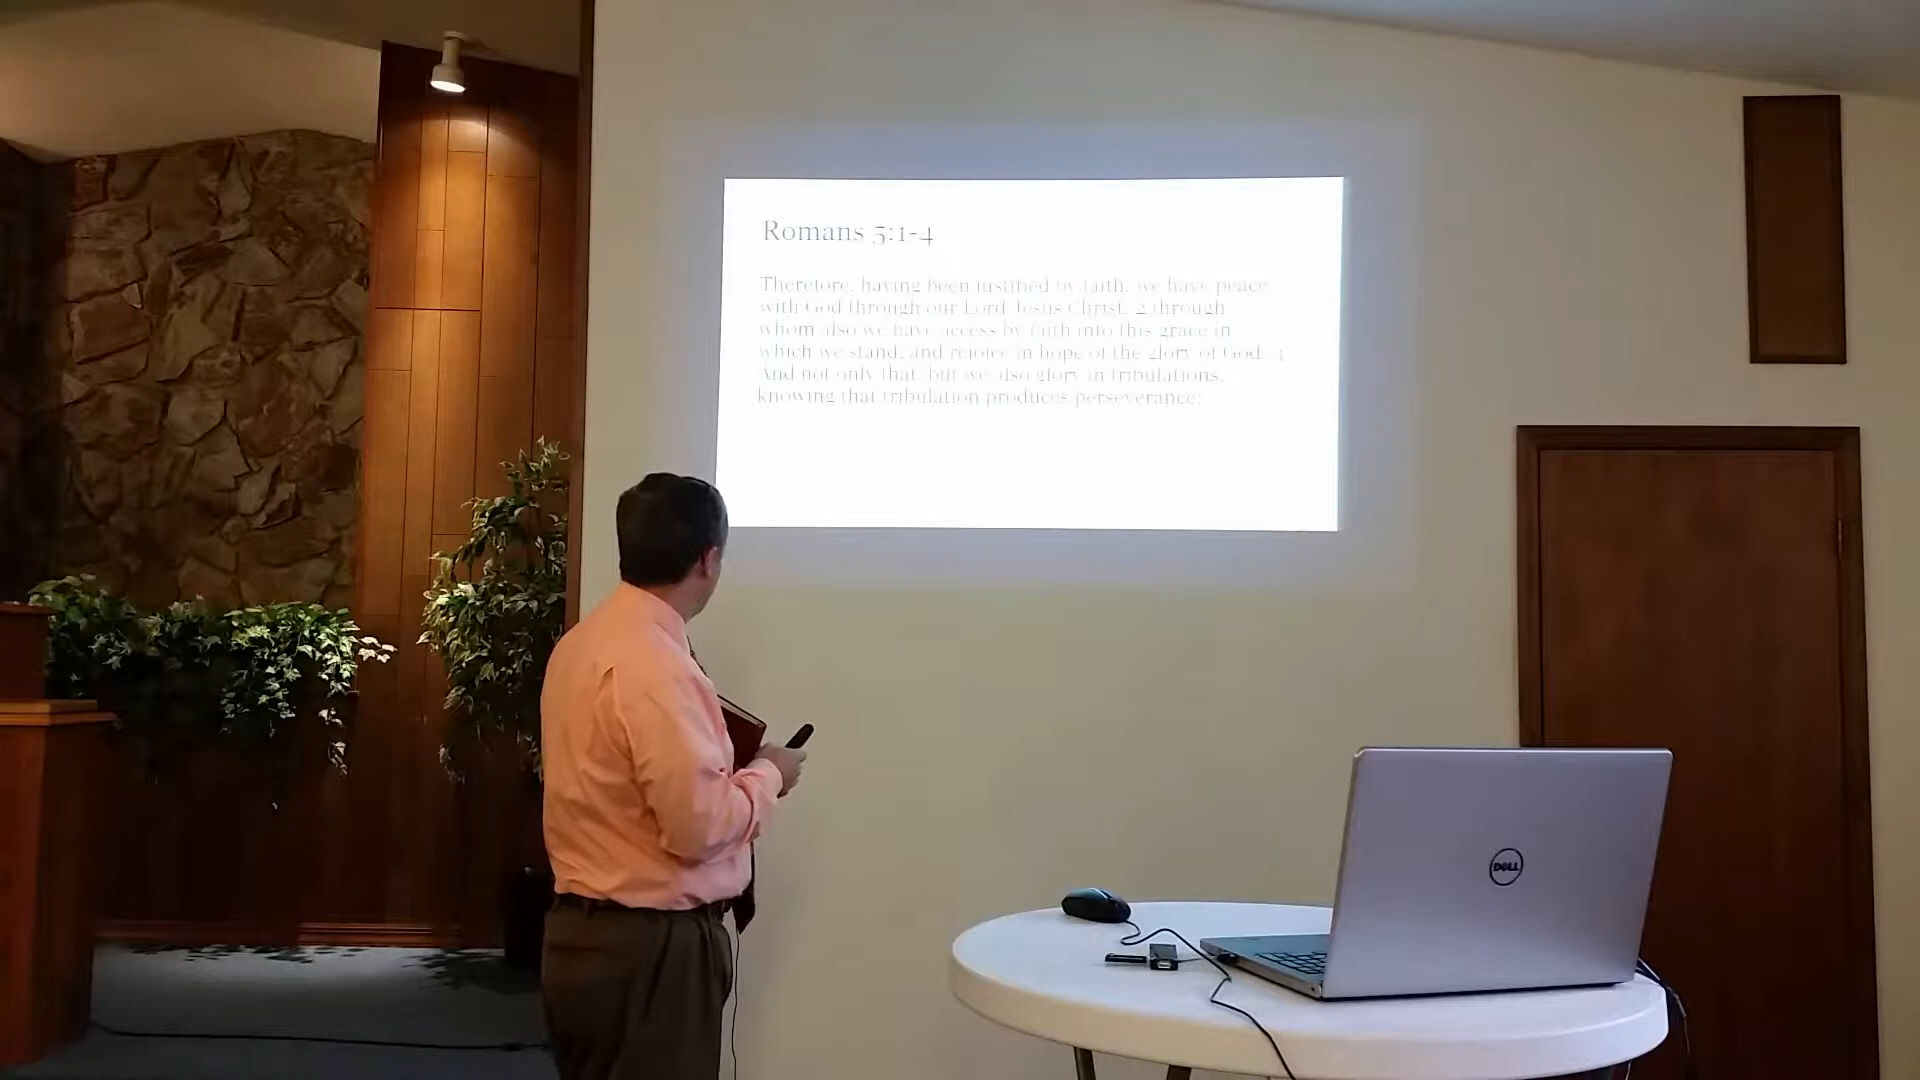 Romans 5:1-4
Therefore, having been justified by faith, we have peace
with God through our Lord Jesus Christ, 2 through
whom also we have access by faith into this grace in
which we stand, and rejoice in hope of the glory of God. 3
And not only that, but we also glory in tribulations,
knowing that tribulation produces perseverance;
DELL